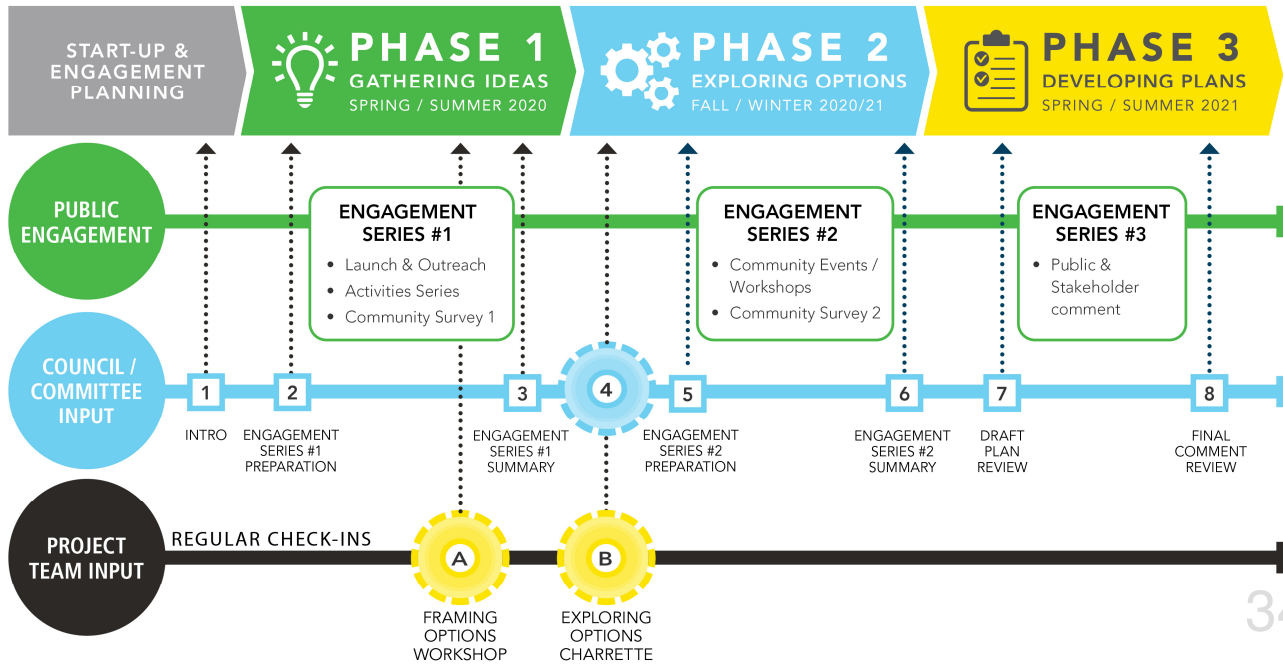 START-UP &
ENGAGEMENT
PLANNING
PHASE 1
GATHERING IDEAS
SPRING / SUMMER 2020
PHASE 2
EXPLORING OPTIONS
FALL / WINTER 2020/21
PHASE 3
DEVELOPING PLANS
SPRING / SUMMER 2021
PUBLIC
ENGAGEMENT
ENGAGEMENT
SERIES #1
• Launch & Outreach
• Activities Series
• Community Survey 1
ENGAGEMENT
SERIES #2
• Community Events /
Workshops
• Community Survey 2
ENGAGEMENT
SERIES #3
• Public &
Stakeholder
comment
COUNCIL /
COMMITTEE
INPUT
1
INTRO
2
ENGAGEMENT
SERIES #1
PREPARATION
3
ENGAGEMENT
SERIES #1
SUMMARY
4
5
ENGAGEMENT
SERIES #2
PREPARATION
6
ENGAGEMENT
SERIES #2
SUMMARY
7
DRAFT
PLAN
REVIEW
8
FINAL
COMMENT
REVIEW
PROJECT
TEAM INPUT
REGULAR CHECK-INS
A
FRAMING
OPTIONS
WORKSHOP
B
EXPLORING
OPTIONS
CHARRETTE
34